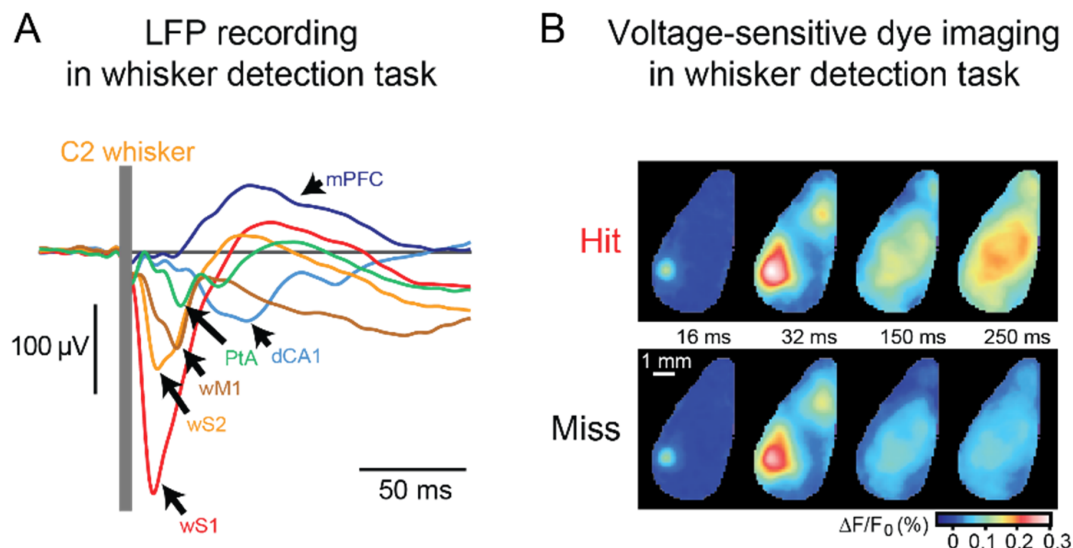 A
LFP recording
in whisker detection task
C2 whisker
mPFC
100 µV
PtA
dCA1
wM1
wS2
wS1
50 ms
B
Voltage-sensitive dye imaging
in whisker detection task
Hit
16 ms
32 ms
150 ms
250 ms
1 mm
Miss
ΔF/F₀ (%)
0 0.1 0.2 0.3